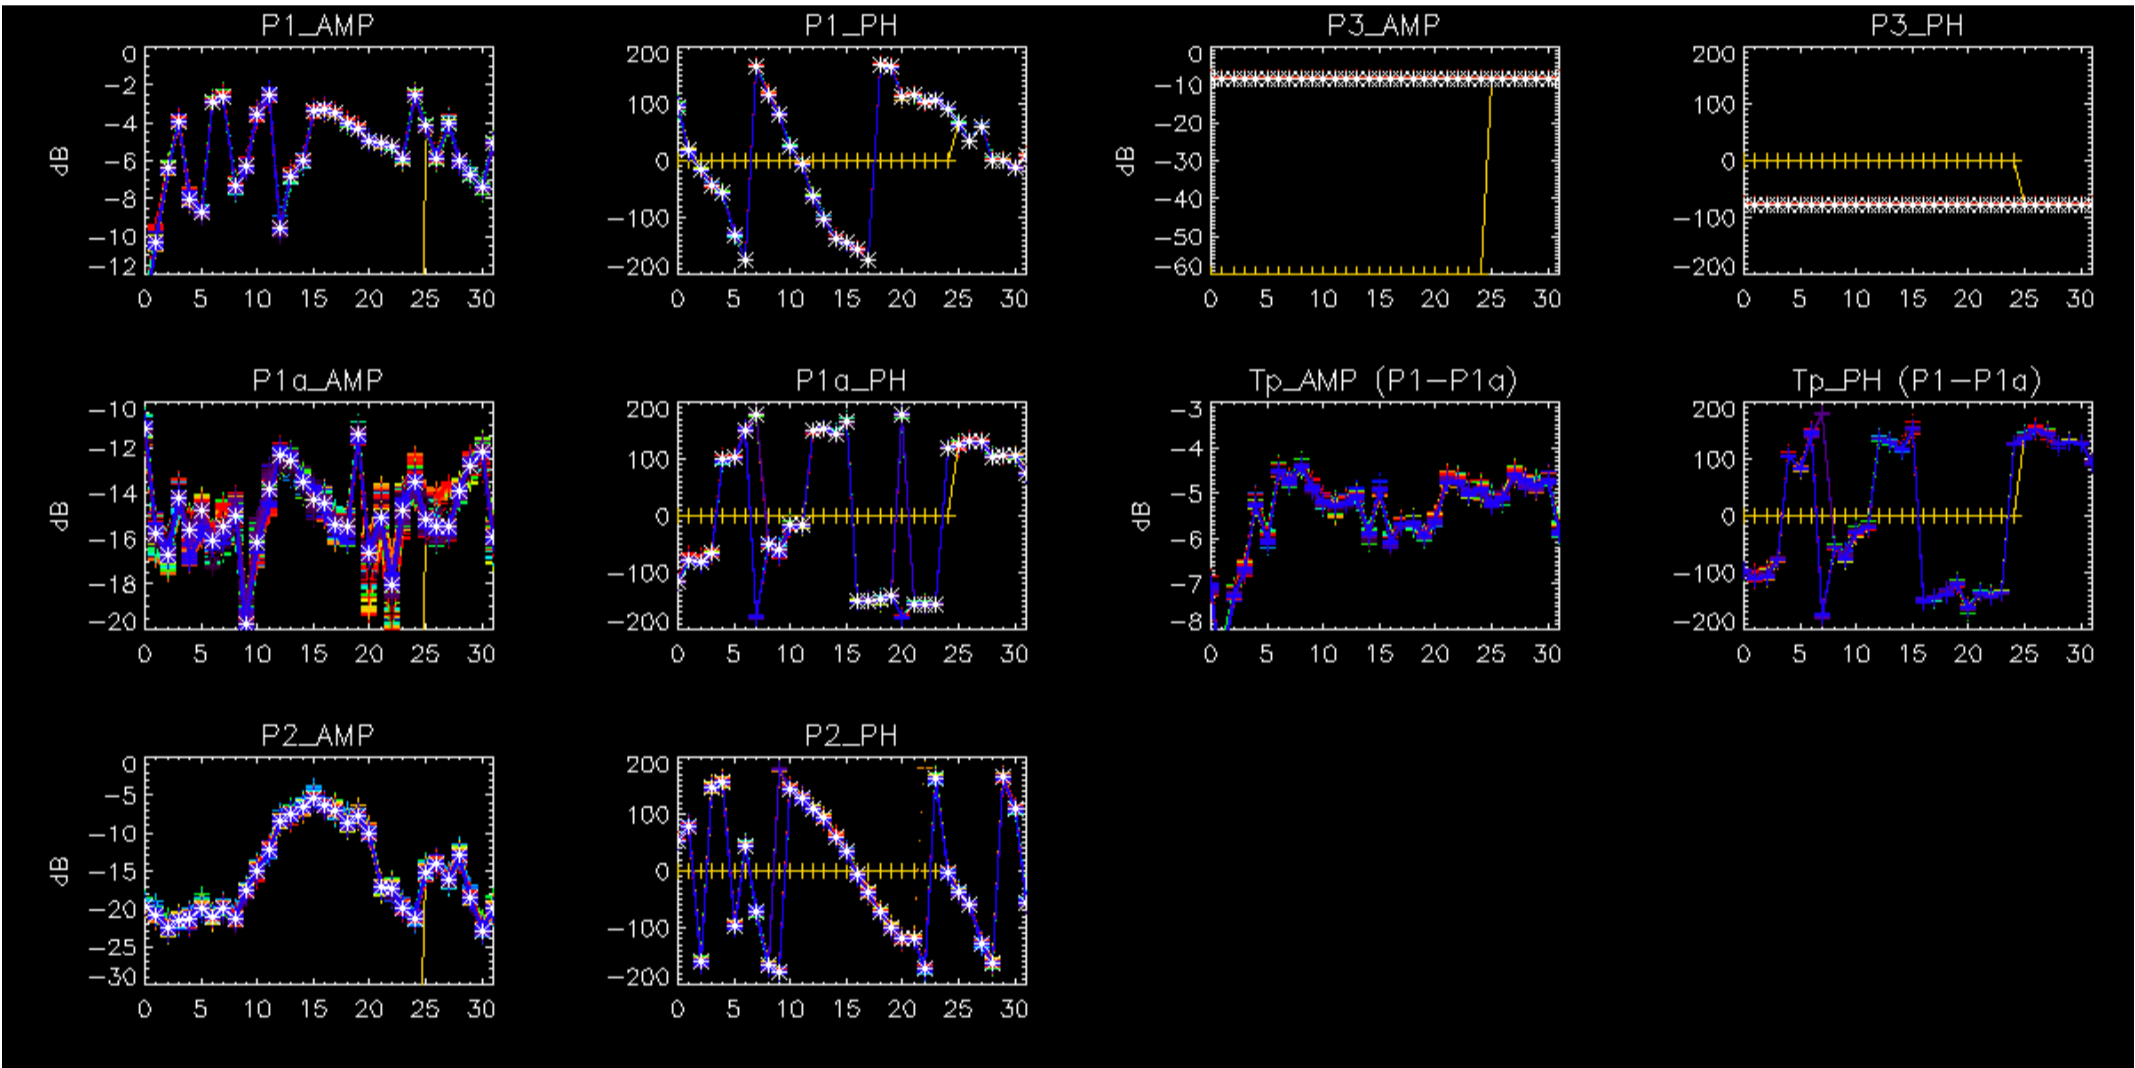 P1_AMP P1_PH P3_AMP P3_PH
0 200 0 200
-2 100 -10 100
-4 0 -20 0
-6 -100 -30 -100
-8 -200 -40 -200
-10 -50
-12 -60
dB dB
0 5 10 15 20 25 30 0 5 10 15 20 25 30 0 5 10 15 20 25 30 0 5 10 15 20 25 30
P1a_AMP P1a_PH Tp_AMP (P1-P1a) Tp_PH (P1-P1a)
-10 200 -3 200
-12 100 -4 100
-14 0 -5 0
-16 -100 -6 -100
-18 -200 -7 -200
-20 -8
dB dB
0 5 10 15 20 25 30 0 5 10 15 20 25 30 0 5 10 15 20 25 30 0 5 10 15 20 25 30
P2_AMP P2_PH
0 200
-5 100
-10 0
-15 -100
-20 -200
-25
-30
dB
0 5 10 15 20 25 30 0 5 10 15 20 25 30